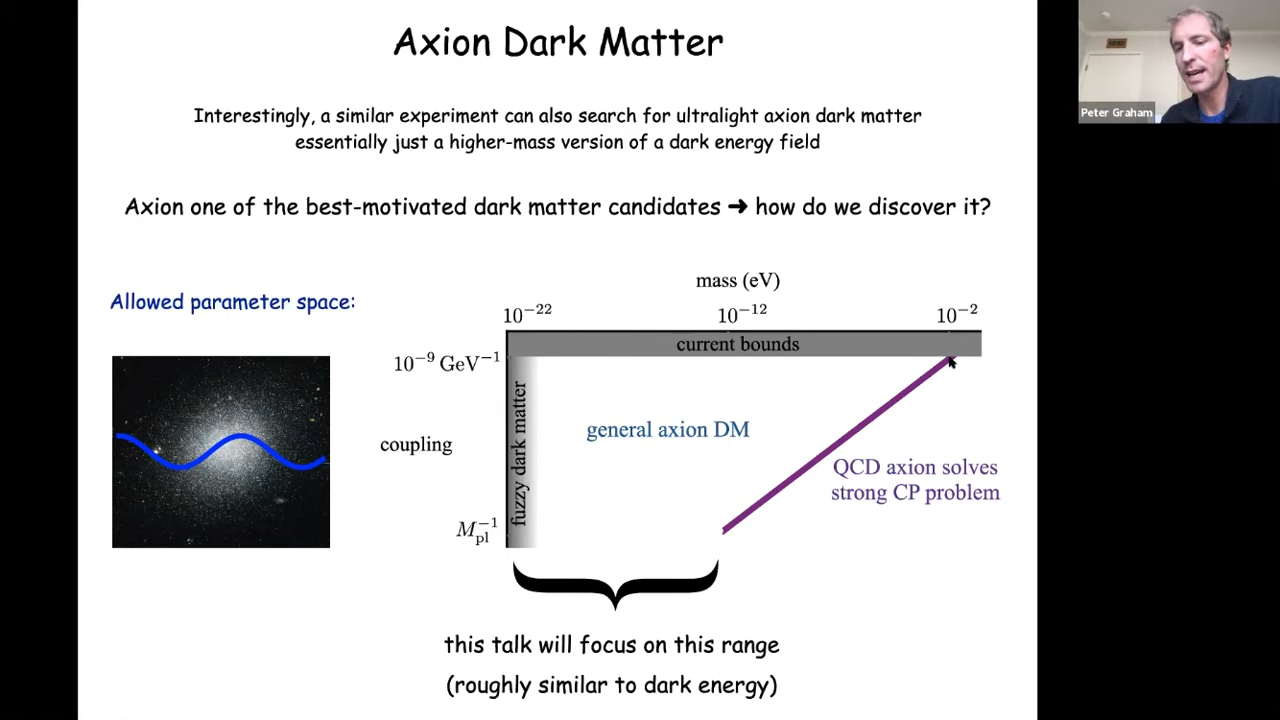 Axion Dark Matter
Peter Graham
Interestingly, a similar experiment can also search for ultralight axion dark matter
essentially just a higher-mass version of a dark energy field
Axion one of the best-motivated dark matter candidates ➜ how do we discover it?
Allowed parameter space:
mass (eV)
10⁻²² 10⁻¹² 10⁻²
current bounds
10⁻⁹ GeV⁻¹
fuzzy dark matter
general axion DM
coupling
QCD axion solves
strong CP problem
M_pl⁻¹
this talk will focus on this range
(roughly similar to dark energy)